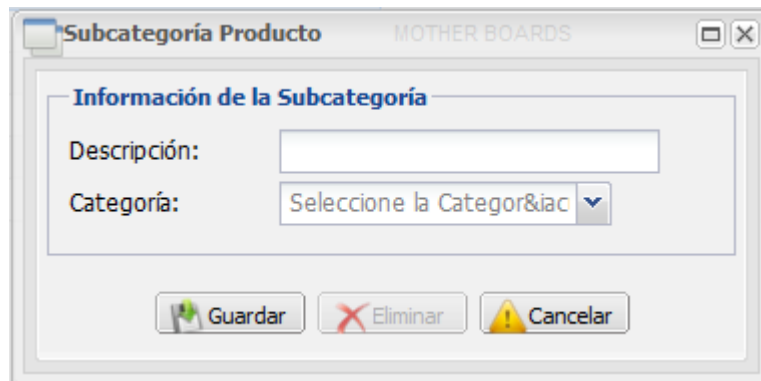 Subcategoría Producto MOTHER BOARDS
Información de la Subcategoría
Descripción:
Categoría: Seleccione la Categor&iac
Guardar Eliminar Cancelar